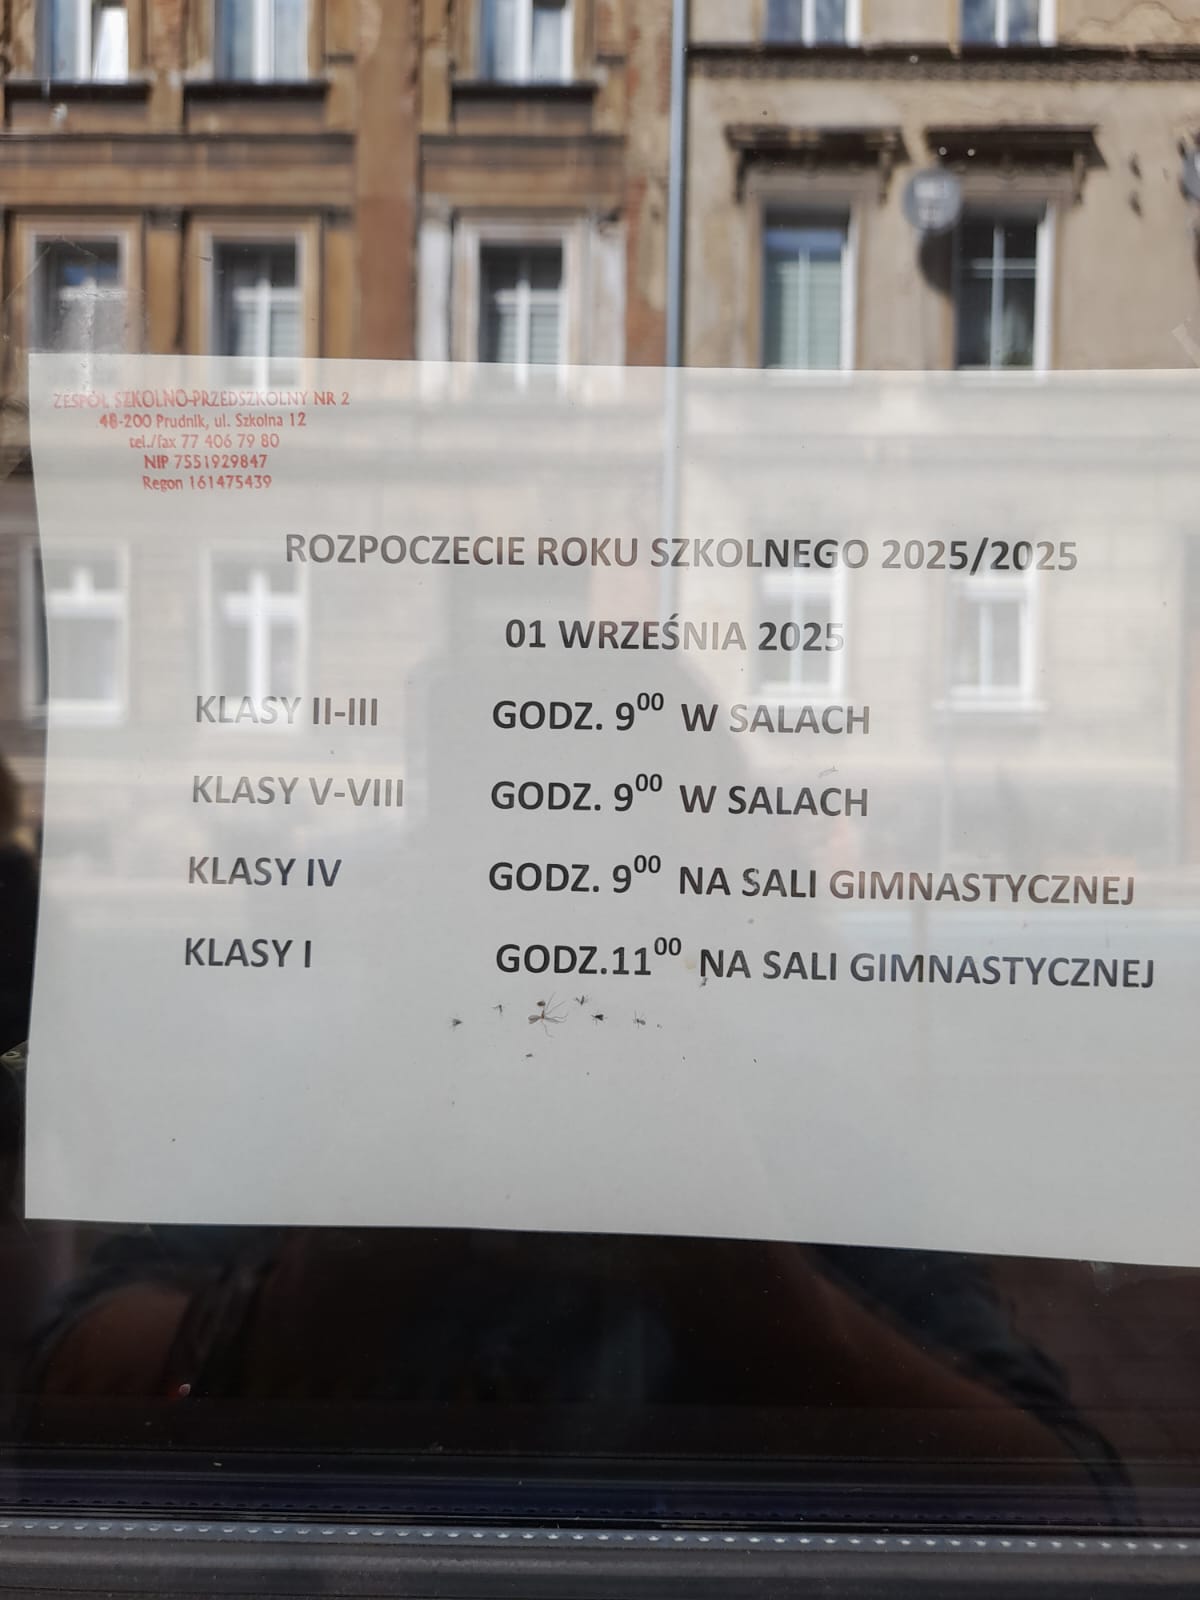 ZESPÓŁ SZKOLNO-PRZEDSZKOLNY NR 2
48-200 Prudnik, ul. Szkolna 12
tel./fax 77 406 79 80
NIP 7551929847
Regon 161475439
ROZPOCZECIE ROKU SZKOLNEGO 2025/2025
01 WRZEŚNIA 2025
KLASY II-III GODZ. 9⁰⁰ W SALACH
KLASY V-VIII GODZ. 9⁰⁰ W SALACH
KLASY IV GODZ. 9⁰⁰ NA SALI GIMNASTYCZNEJ
KLASY I GODZ.11⁰⁰ NA SALI GIMNASTYCZNEJ